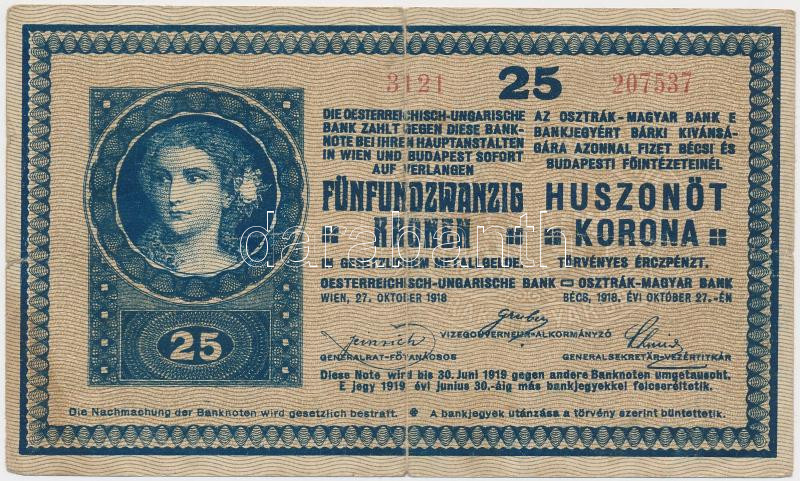 3121 25 207537
DIE OESTERREICHISCH-UNGARISCHE
BANK ZAHLT GEGEN DIESE BANK-
NOTE BEI IHREN HAUPTANSTALTEN
IN WIEN UND BUDAPEST SOFORT
AUF VERLANGEN
FÜNFUNDZWANZIG
KRONEN
IN GESETZLICHEM METALLGELDE.
OESTERREICHISCH-UNGARISCHE BANK
WIEN, 27. OKTOBER 1918
AZ OSZTRÁK-MAGYAR BANK E
BANKJEGYÉRT BÁRKI KIVÁNSÁ-
GÁRA AZONNAL FIZET BÉCSI ÉS
BUDAPESTI FŐINTÉZETEINÉL
HUSZONÖT
KORONA
TÖRVÉNYES ÉRCZPÉNZT.
OSZTRÁK-MAGYAR BANK
BÉCS, 1918. ÉVI OKTÓBER 27.-ÉN
darabanth
25
VIZEGOUVERNEUR-ALKORMÁNYZÓ
GENERALRAT-FŐTANÁCSOS
GENERALSEKRETÄR-VEZÉRTITKÁR
Diese Note wird bis 30. Juni 1919 gegen andere Banknoten umgetauscht.
E jegy 1919 évi junius 30.-áig más bankjegyekkel felcseréltetik.
Die Nachmachung der Banknoten wird gesetzlich bestraft. A bankjegyek utánzása a törvény szerint büntettetik.